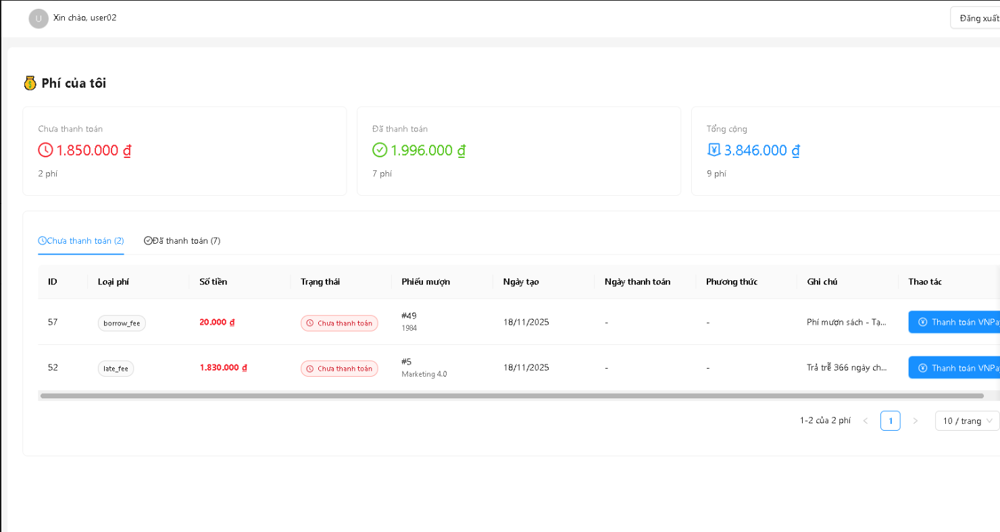 U Xin chào, user02
Đăng xuất
Phí của tôi
Chưa thanh toán
1.850.000 ₫
2 phí
Đã thanh toán
1.996.000 ₫
7 phí
Tổng cộng
3.846.000 ₫
9 phí
Chưa thanh toán (2) Đã thanh toán (7)
ID Loại phí Số tiền Trạng thái Phiếu mượn Ngày tạo Ngày thanh toán Phương thức Ghi chú Thao tác
57 borrow_fee 20.000 ₫ Chưa thanh toán #49 18/11/2025 - - Phí mượn sách - Tạ... Thanh toán VNPa
1984
52 late_fee 1.830.000 ₫ Chưa thanh toán #5 18/11/2025 - - Trả trễ 366 ngày ch... Thanh toán VNPa
Marketing 4.0
1-2 của 2 phí < 1 > 10 / trang